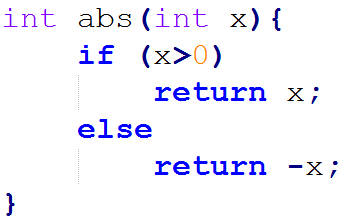 int abs(int x){
    if (x>0)
        return x;
    else
        return -x;
}